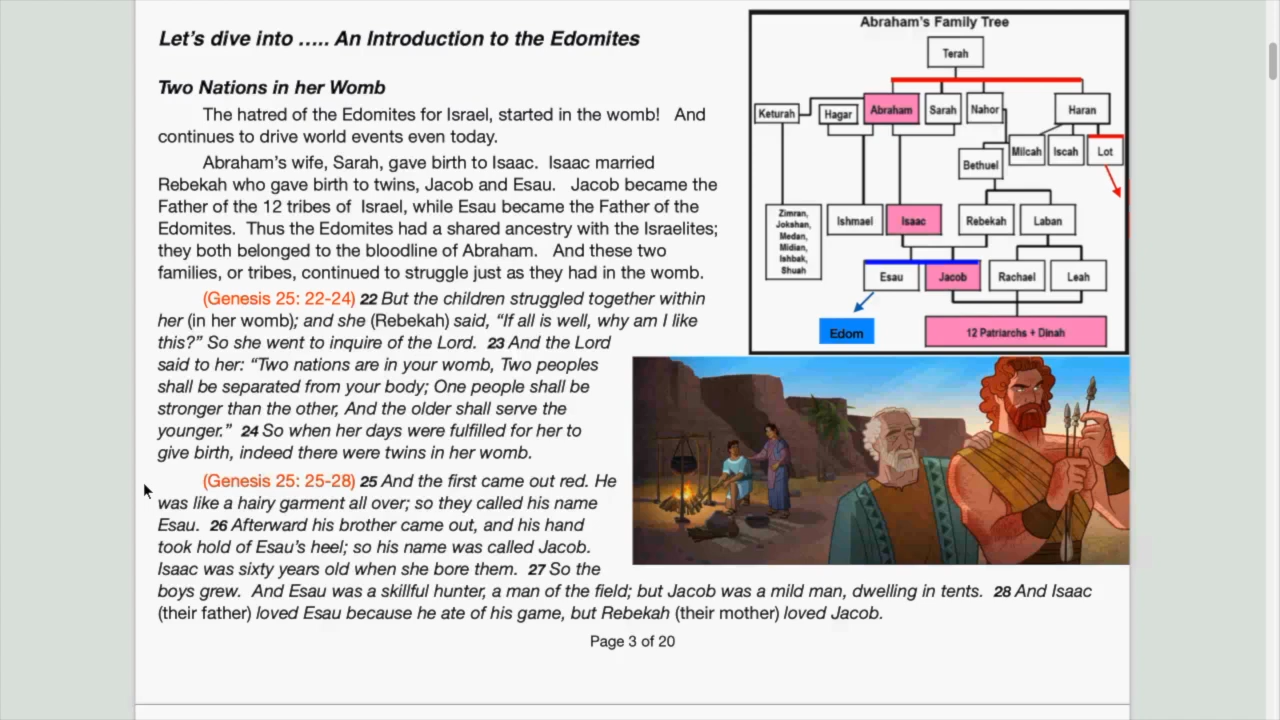 Let's dive into ..... An Introduction to the Edomites
Two Nations in her Womb
The hatred of the Edomites for Israel, started in the womb! And
continues to drive world events even today.
Abraham's wife, Sarah, gave birth to Isaac. Isaac married
Rebekah who gave birth to twins, Jacob and Esau. Jacob became the
Father of the 12 tribes of Israel, while Esau became the Father of the
Edomites. Thus the Edomites had a shared ancestry with the Israelites;
they both belonged to the bloodline of Abraham. And these two
families, or tribes, continued to struggle just as they had in the womb.
(Genesis 25: 22-24) 22 But the children struggled together within
her (in her womb); and she (Rebekah) said, "If all is well, why am I like
this?" So she went to inquire of the Lord. 23 And the Lord
said to her: "Two nations are in your womb, Two peoples
shall be separated from your body; One people shall be
stronger than the other, And the older shall serve the
younger." 24 So when her days were fulfilled for her to
give birth, indeed there were twins in her womb.
(Genesis 25: 25-28) 25 And the first came out red. He
was like a hairy garment all over; so they called his name
Esau. 26 Afterward his brother came out, and his hand
took hold of Esau's heel; so his name was called Jacob.
Isaac was sixty years old when she bore them. 27 So the
boys grew. And Esau was a skillful hunter, a man of the field; but Jacob was a mild man, dwelling in tents. 28 And Isaac
(their father) loved Esau because he ate of his game, but Rebekah (their mother) loved Jacob.
Page 3 of 20
Abraham's Family Tree
Terah
Keturah
Hagar
Abraham
Sarah
Nahor
Haran
Bethuel
Milcah
Iscah
Lot
Zimran,
Jokshan,
Medan,
Midian,
Ishbak,
Shuah
Ishmael
Isaac
Rebekah
Laban
Esau
Jacob
Rachael
Leah
Edom
12 Patriarchs + Dinah